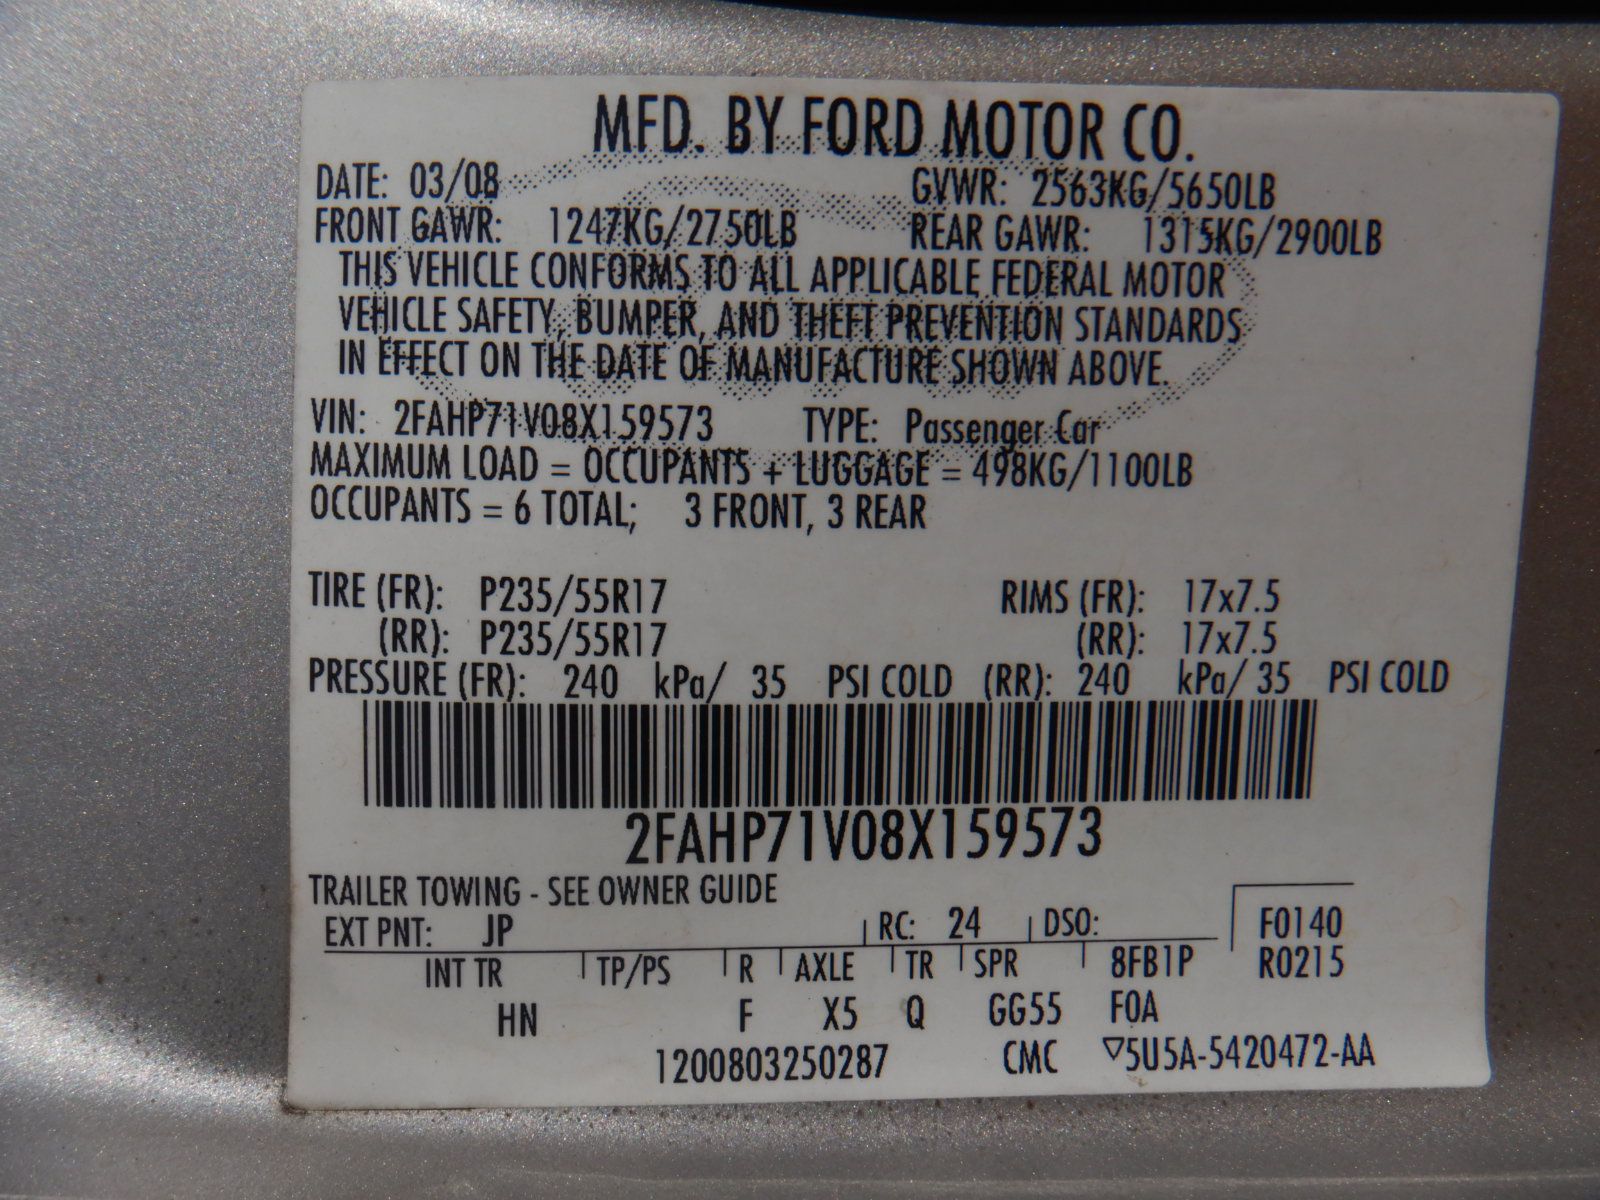 MFD. BY FORD MOTOR CO.
DATE: 03/08 GVWR: 2563KG/5650LB
FRONT GAWR: 1247KG/2750LB REAR GAWR: 1315KG/2900LB
THIS VEHICLE CONFORMS TO ALL APPLICABLE FEDERAL MOTOR
VEHICLE SAFETY, BUMPER, AND THEFT PREVENTION STANDARDS
IN EFFECT ON THE DATE OF MANUFACTURE SHOWN ABOVE.
VIN: 2FAHP71V08X159573 TYPE: Passenger Car
MAXIMUM LOAD = OCCUPANTS + LUGGAGE = 498KG/1100LB
OCCUPANTS = 6 TOTAL; 3 FRONT, 3 REAR
TIRE (FR): P235/55R17 RIMS (FR): 17x7.5
(RR): P235/55R17 (RR): 17x7.5
PRESSURE (FR): 240 kPa/ 35 PSI COLD (RR): 240 kPa/ 35 PSI COLD
2FAHP71V08X159573
TRAILER TOWING - SEE OWNER GUIDE
EXT PNT: JP RC: 24 DSO: F0140
INT TR TP/PS R AXLE TR SPR 8FB1P R0215
HN F X5 Q GG55 F0A
1200803250287 CMC ▽5U5A-5420472-AA